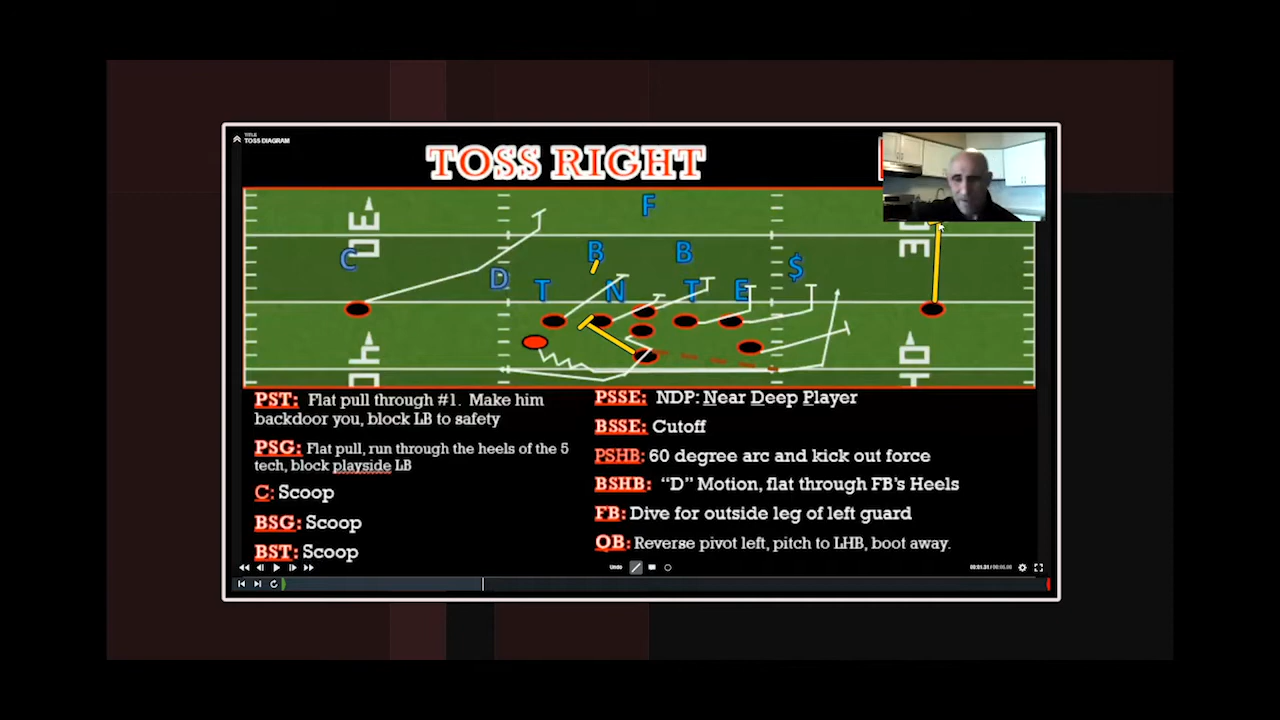 TITLE
TOSS DIAGRAM
TOSS RIGHT
F
B
B
C
D
$
T
N
T
E
PST: Flat pull through #1. Make him
backdoor you, block LB to safety
PSG: Flat pull, run through the heels of the 5
tech, block playside LB
C: Scoop
BSG: Scoop
BST: Scoop
PSSE: NDP: Near Deep Player
BSSE: Cutoff
PSHB: 60 degree arc and kick out force
BSHB: “D” Motion, flat through FB's Heels
FB: Dive for outside leg of left guard
QB: Reverse pivot left, pitch to LHB, boot away.
Undo